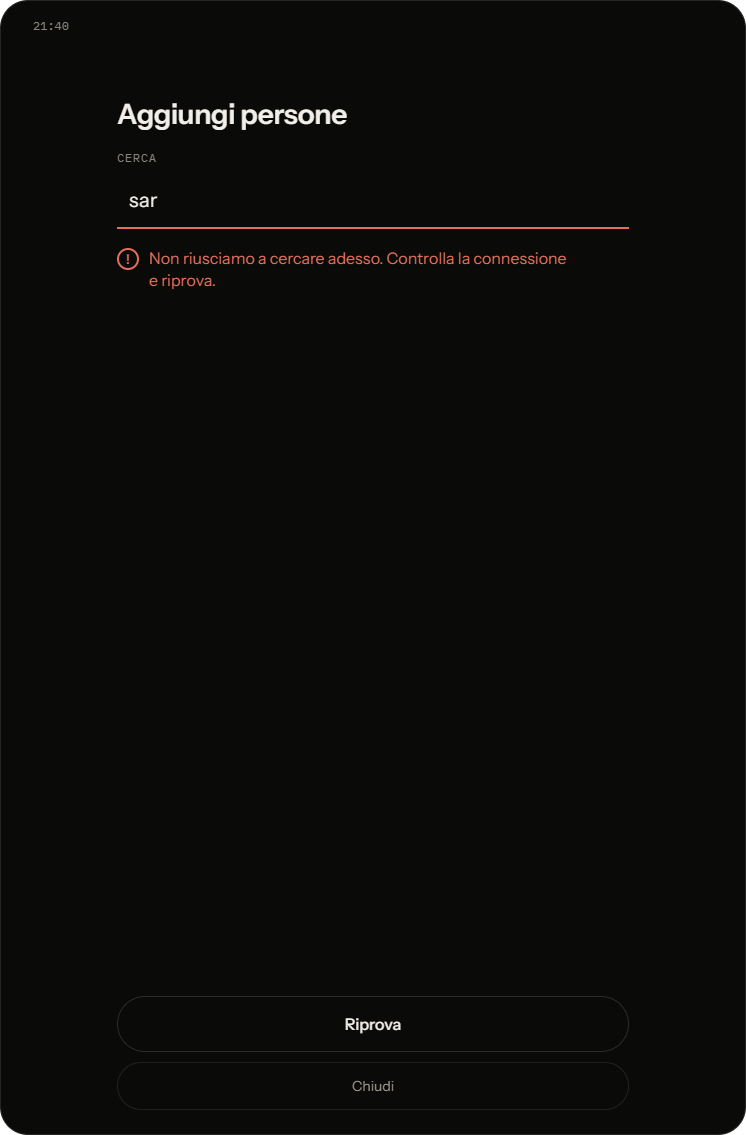 21:40
Aggiungi persone
CERCA
sar
! Non riusciamo a cercare adesso. Controlla la connessione
e riprova.
Riprova
Chiudi